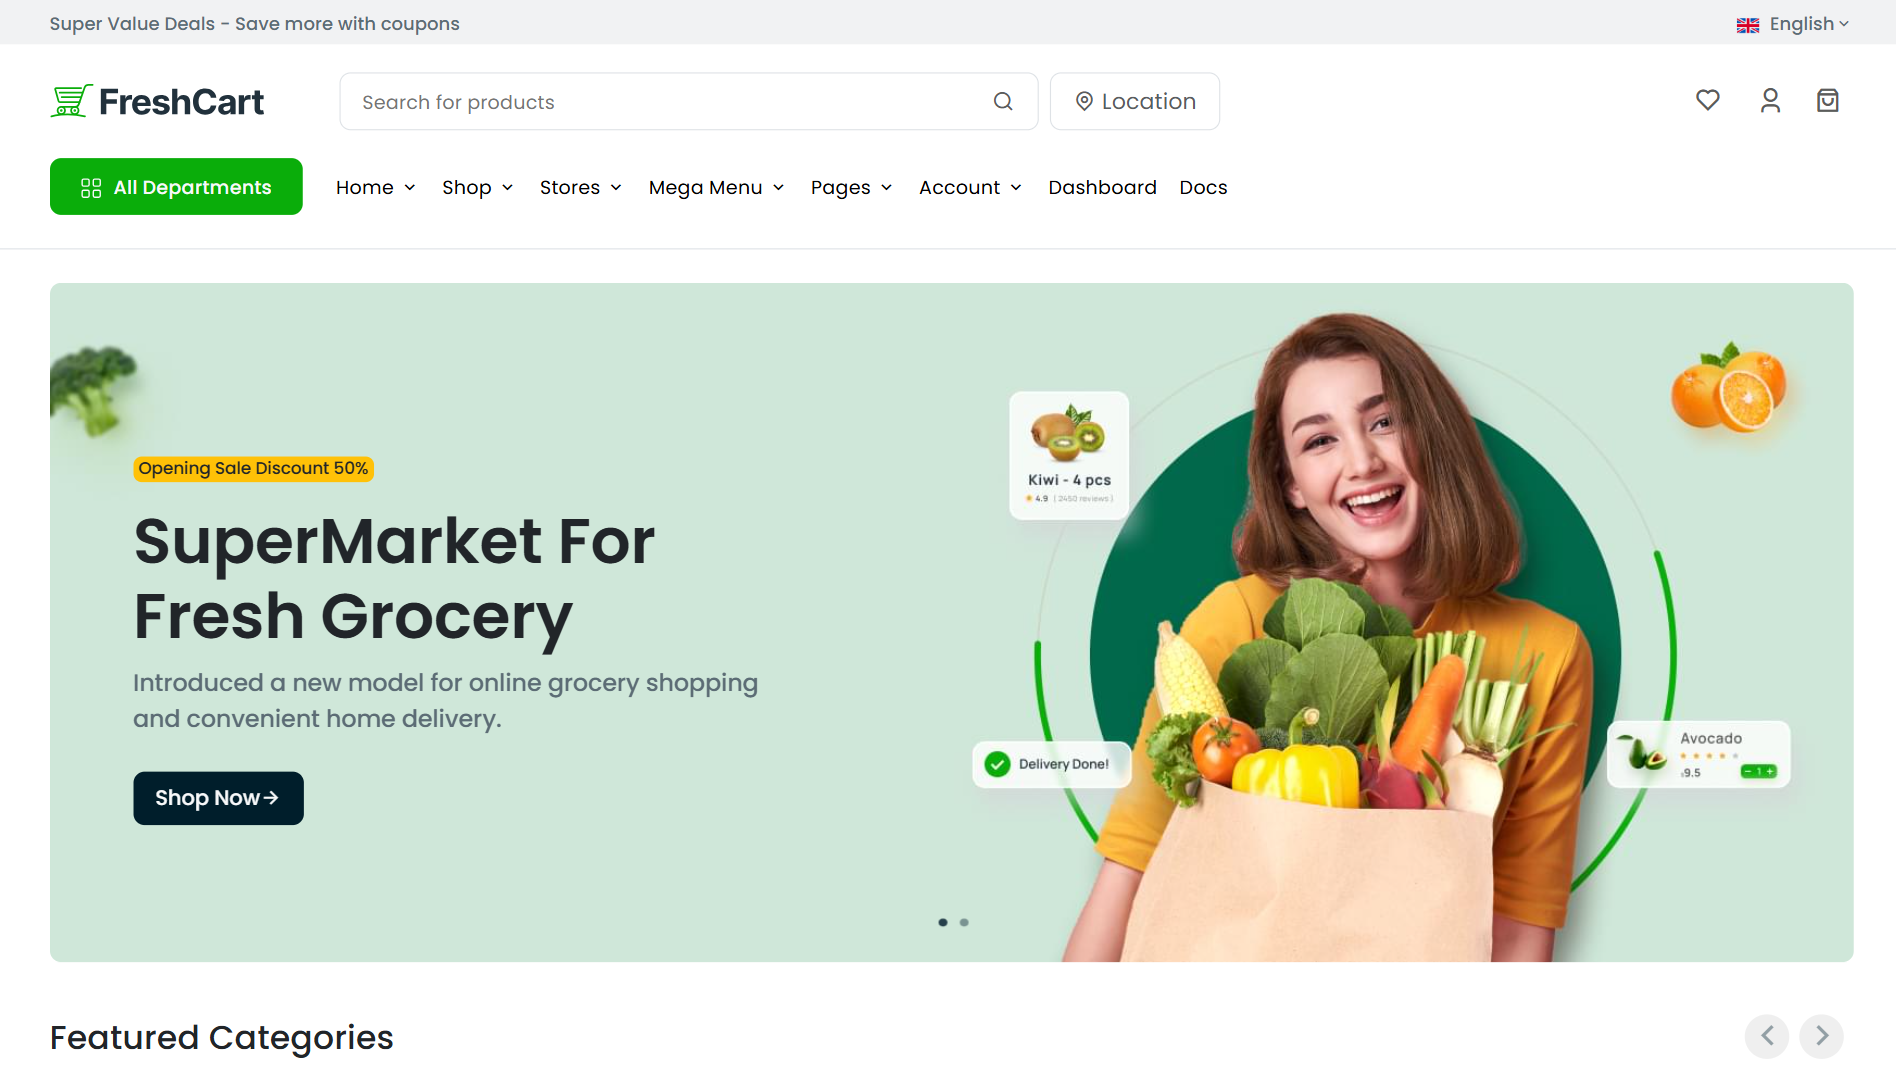 Super Value Deals - Save more with coupons
English
FreshCart
Search for products
Location
All Departments
Home
Shop
Stores
Mega Menu
Pages
Account
Dashboard
Docs
Opening Sale Discount 50%
SuperMarket For
Fresh Grocery
Introduced a new model for online grocery shopping
and convenient home delivery.
Shop Now
Kiwi - 4 pcs
4.9 (2450 reviews)
Delivery Done!
Avocado
9.5
- 1 +
Featured Categories